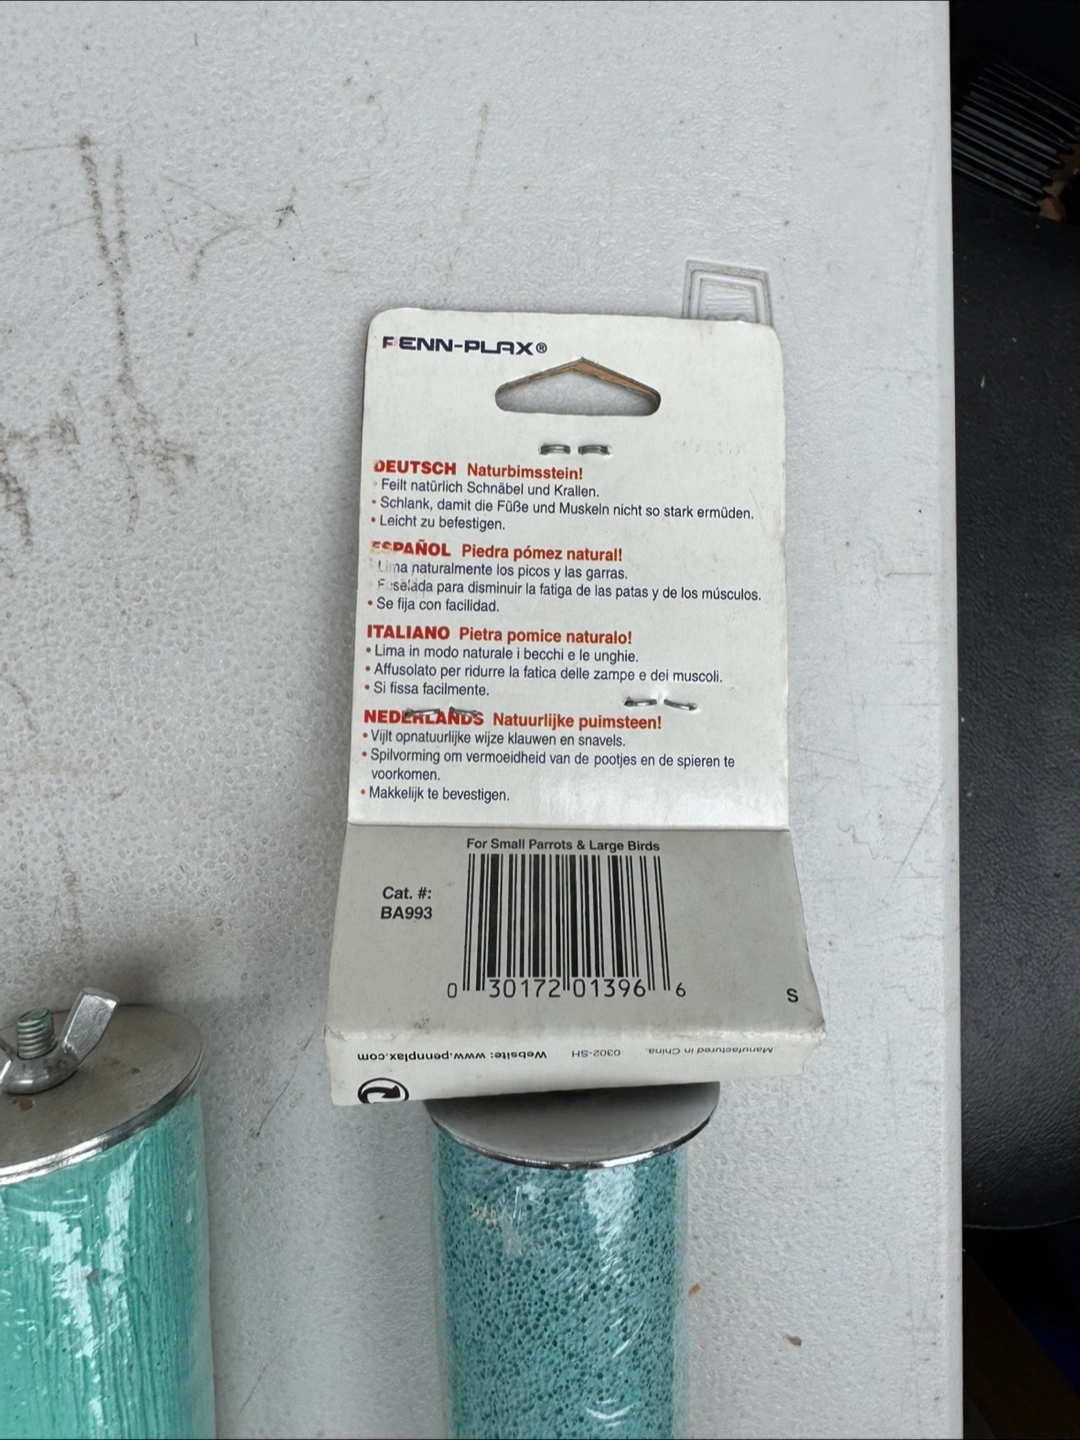 PENN-PLAX®
DEUTSCH Naturbimsstein!
• Feilt natürlich Schnäbel und Krallen.
• Schlank, damit die Füße und Muskeln nicht so stark ermüden.
• Leicht zu befestigen.
ESPAÑOL Piedra pómez natural!
Lima naturalmente los picos y las garras.
Fuselada para disminuir la fatiga de las patas y de los músculos.
• Se fija con facilidad.
ITALIANO Pietra pomice naturalo!
• Lima in modo naturale i becchi e le unghie.
• Affusolato per ridurre la fatica delle zampe e dei muscoli.
• Si fissa facilmente.
NEDERLANDS Natuurlijke puimsteen!
• Vijlt opnatuurlijke wijze klauwen en snavels.
• Spilvorming om vermoeidheid van de pootjes en de spieren te
voorkomen.
• Makkelijk te bevestigen.
For Small Parrots & Large Birds
Cat. #:
BA993
0 30172 01396 6
S
Manufactured in China. 0302-SH Website: www.pennplax.com